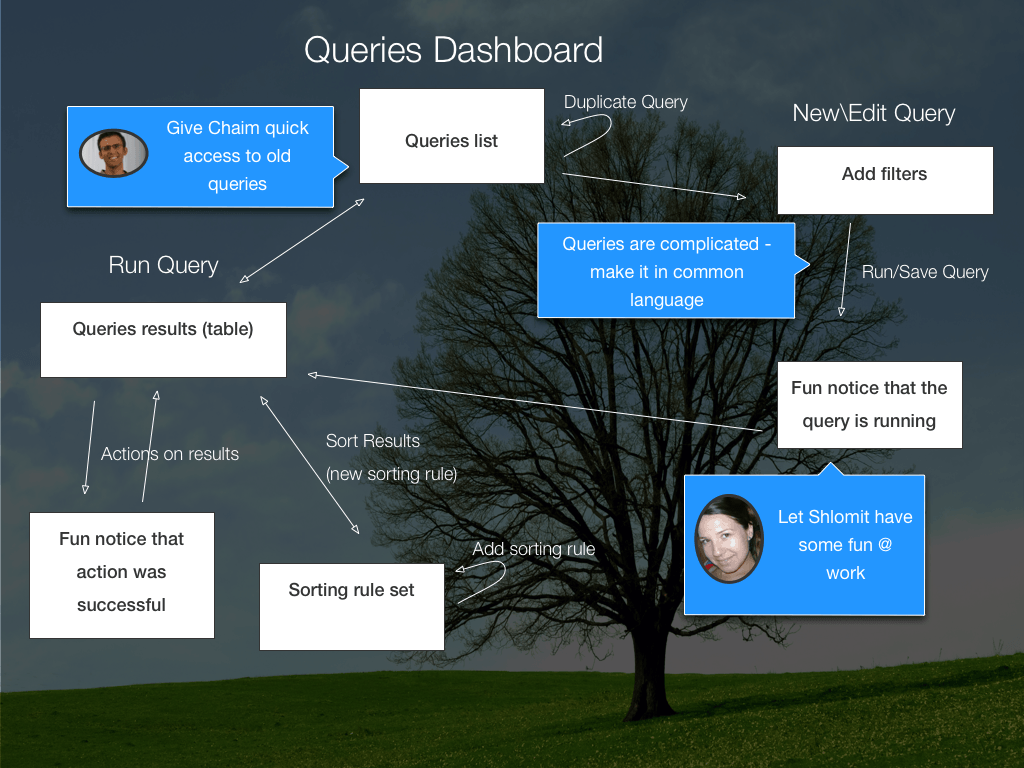 Queries Dashboard
Give Chaim quick
access to old
queries
Queries list
Duplicate Query
New\Edit Query
Add filters
Queries are complicated -
make it in common
language
Run/Save Query
Run Query
Queries results (table)
Fun notice that the
query is running
Actions on results
Sort Results
(new sorting rule)
Let Shlomit have
some fun @
work
Fun notice that
action was
successful
Add sorting rule
Sorting rule set